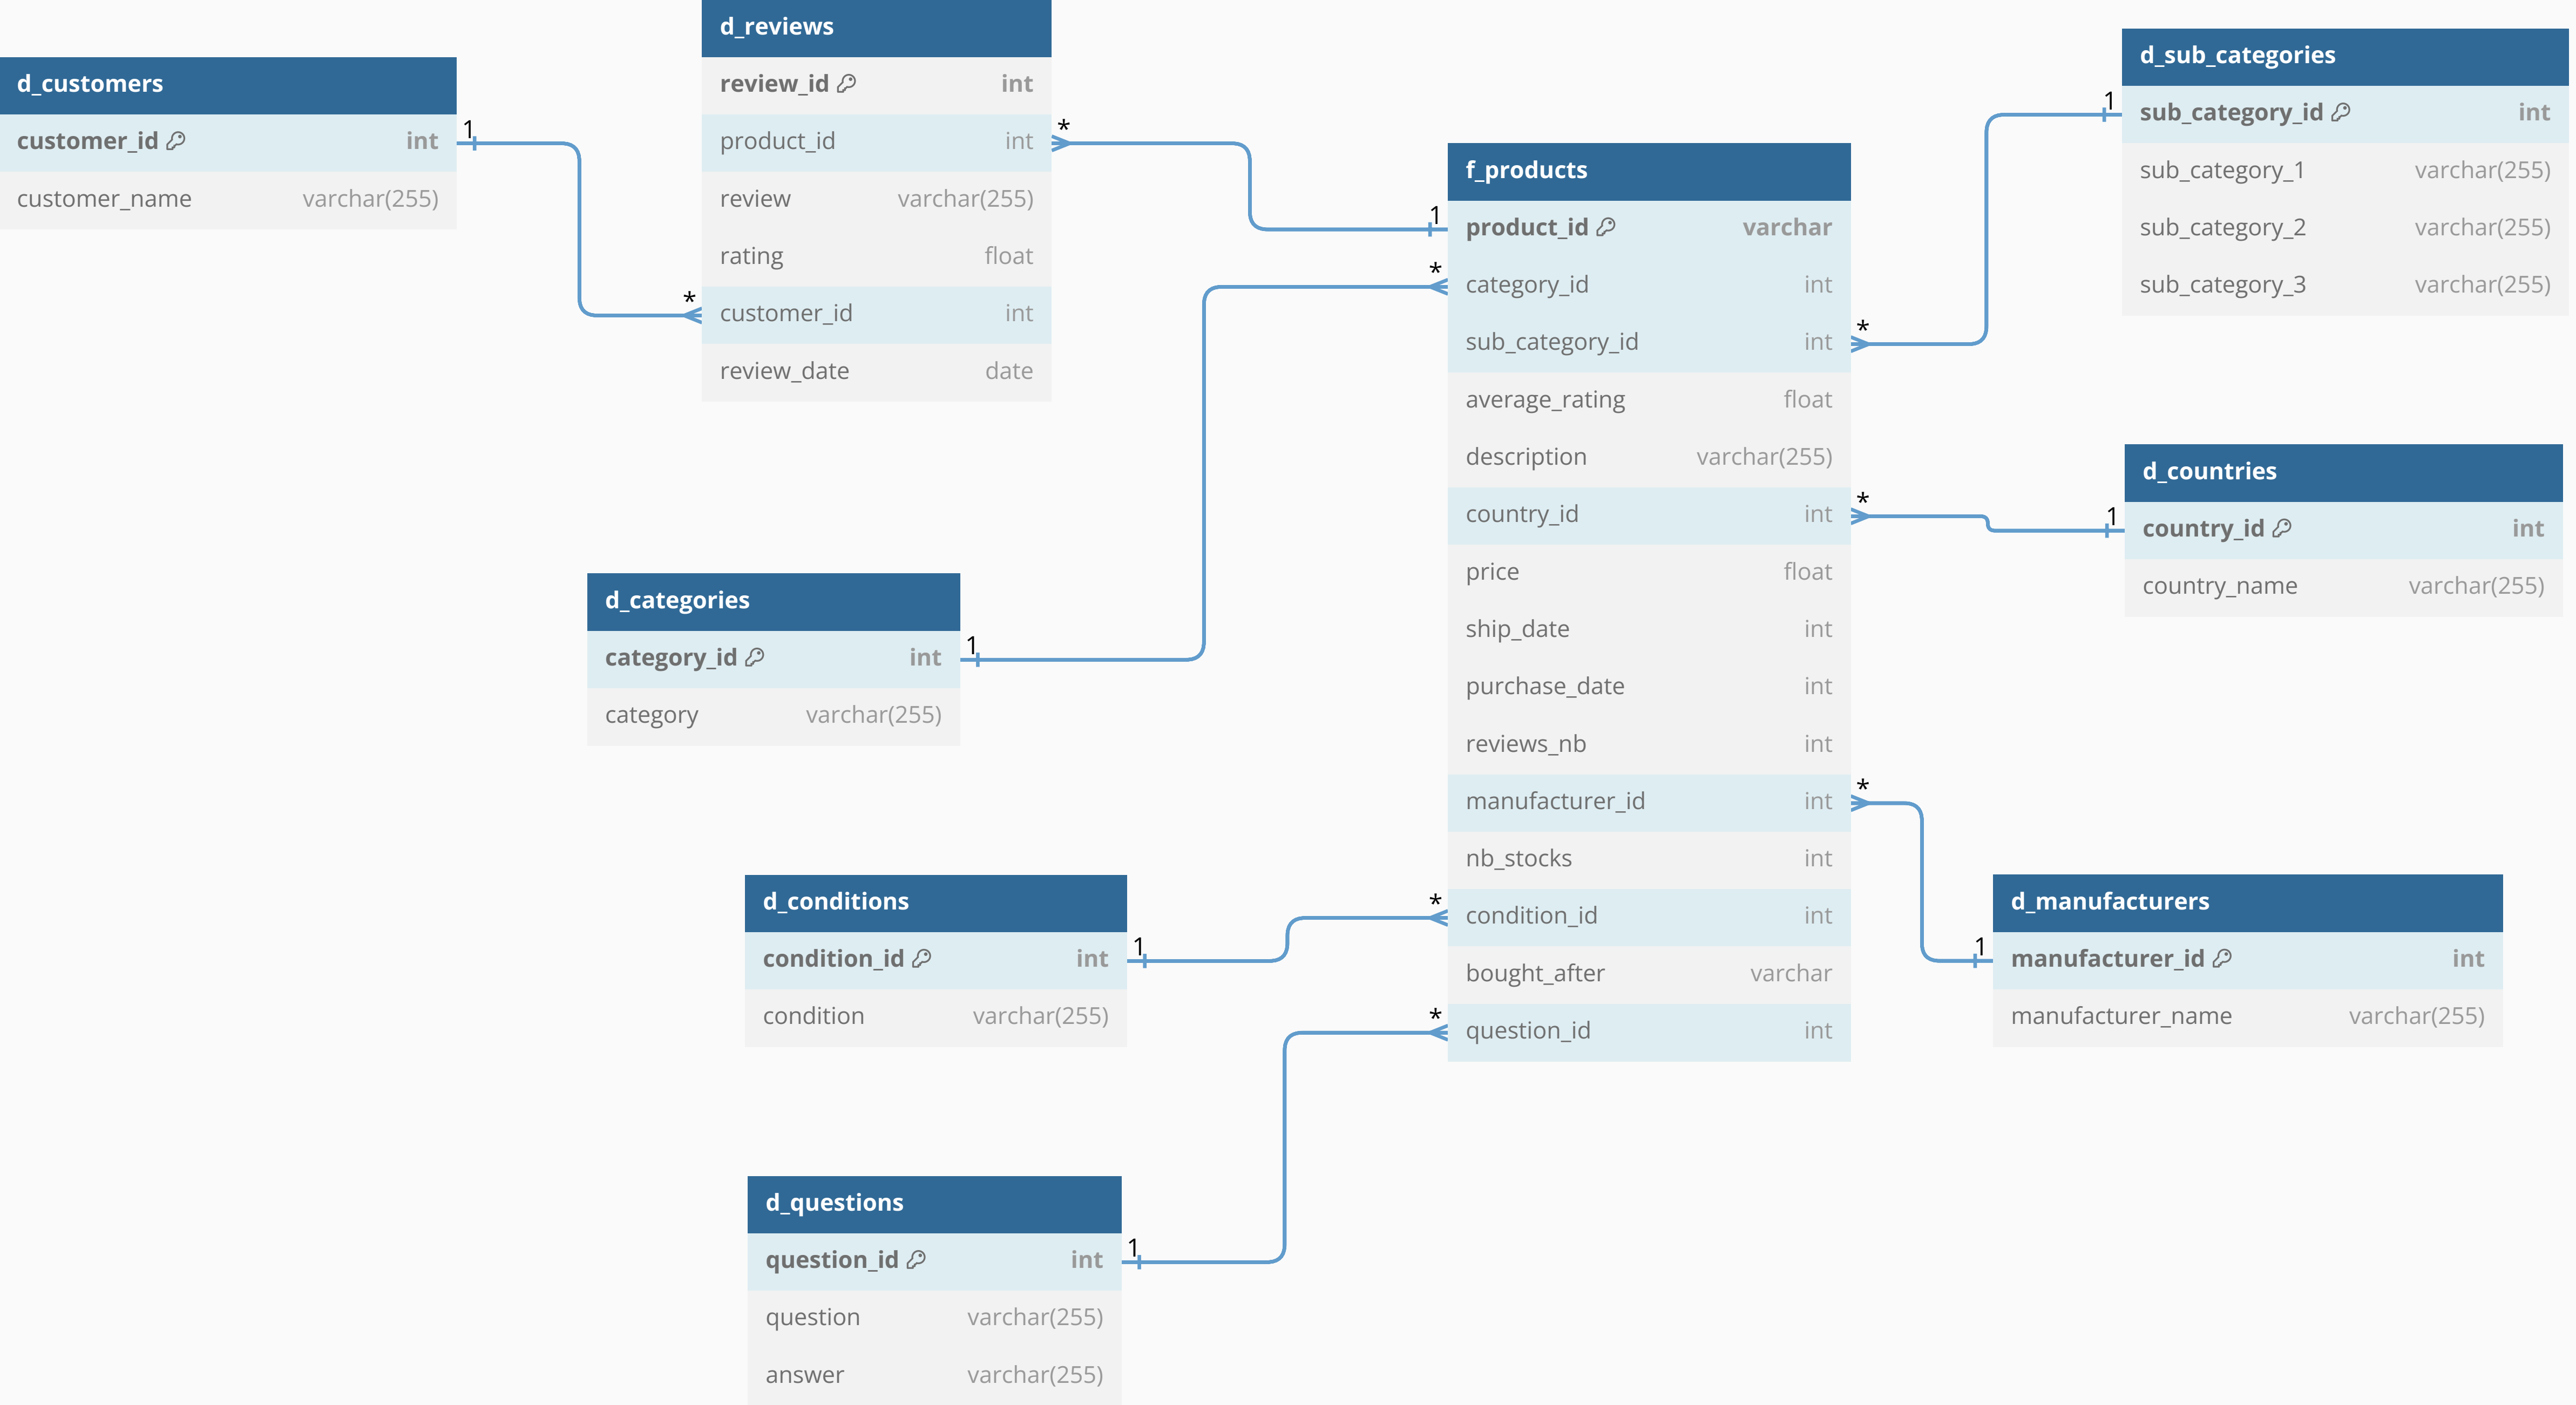 d_customers
customer_id int
customer_name varchar(255)
1
*
d_reviews
review_id int
product_id int
review varchar(255)
rating float
customer_id int
review_date date
*
1
f_products
product_id varchar
category_id int
sub_category_id int
average_rating float
description varchar(255)
country_id int
price float
ship_date int
purchase_date int
reviews_nb int
manufacturer_id int
nb_stocks int
condition_id int
bought_after varchar
question_id int
*
*
*
*
*
*
d_sub_categories
1
sub_category_id int
sub_category_1 varchar(255)
sub_category_2 varchar(255)
sub_category_3 varchar(255)
d_countries
1
country_id int
country_name varchar(255)
d_categories
category_id int
1
category varchar(255)
d_conditions
condition_id int
1
condition varchar(255)
d_manufacturers
1
manufacturer_id int
manufacturer_name varchar(255)
d_questions
question_id int
1
question varchar(255)
answer varchar(255)